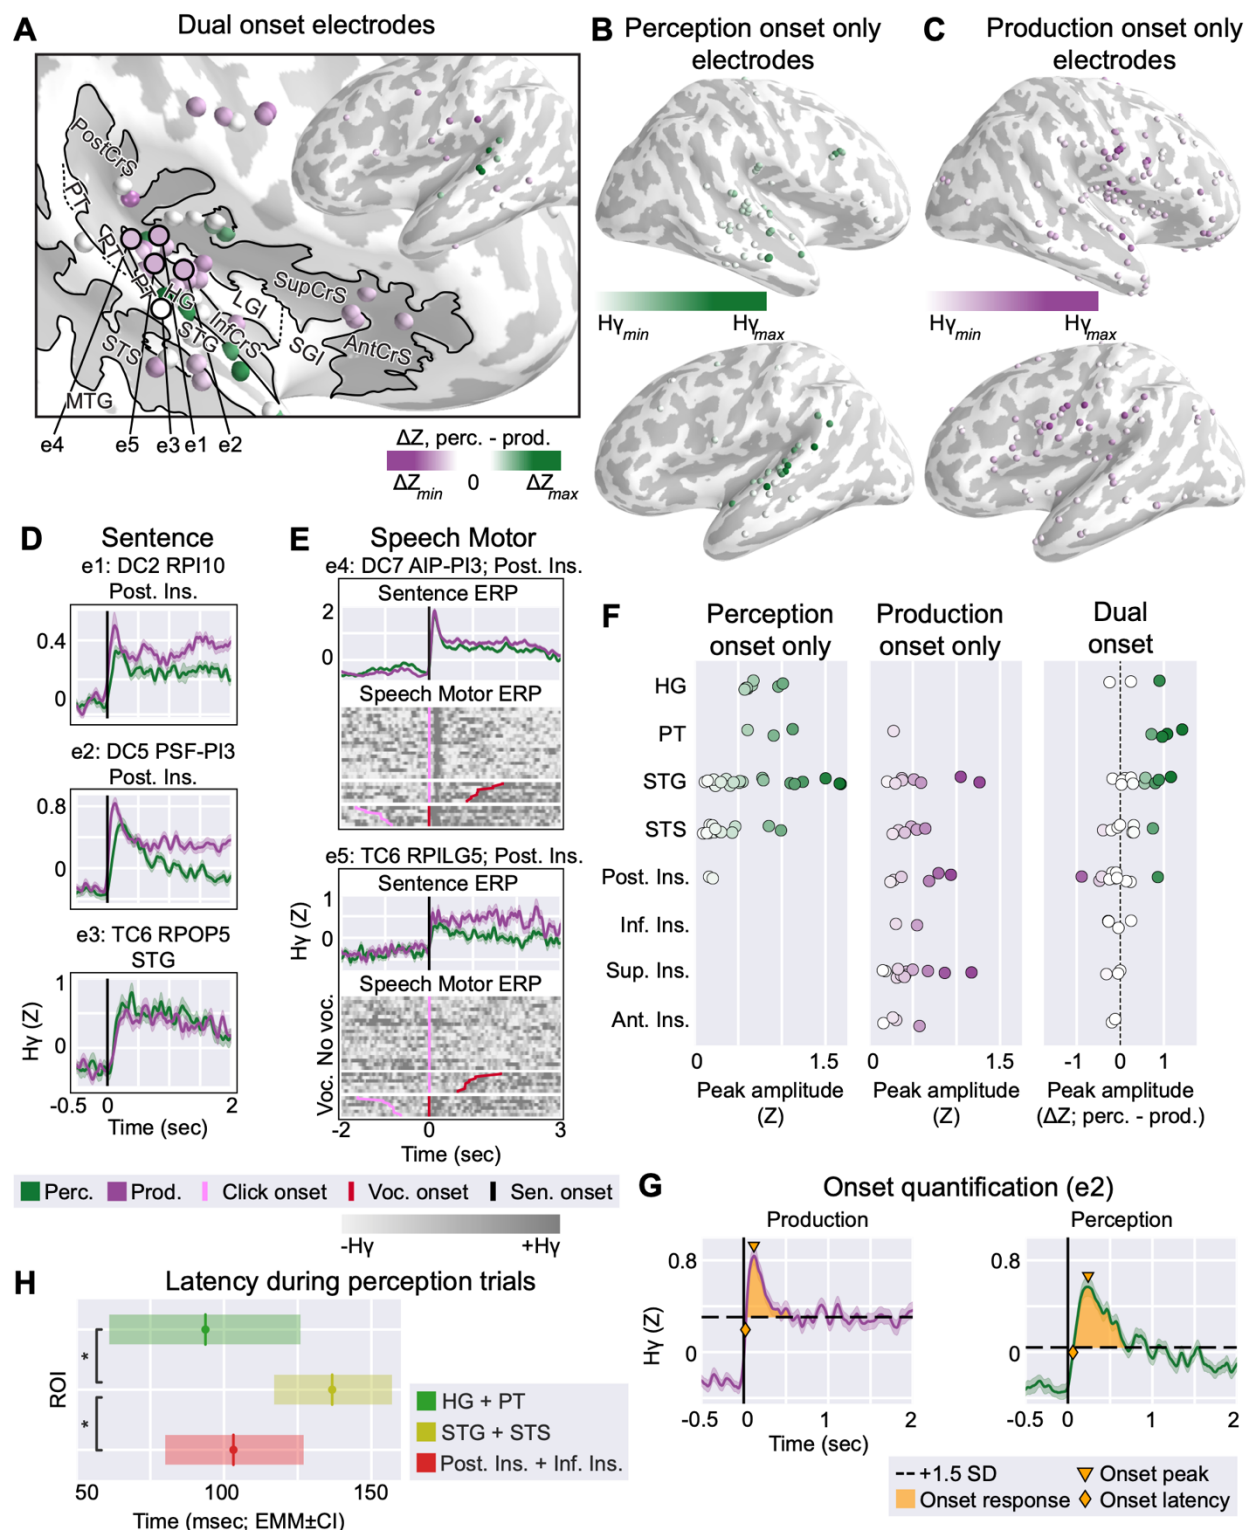 A
Dual onset electrodes
PostCrS
PT
PT
PT
HG
LGI
SupCrS
InfCrS
STG
SGI
AntCrS
STS
MTG
e4
e5
e3
e1
e2
ΔZ, perc. - prod.
ΔZmin
0
ΔZmax
B
Perception onset only
electrodes
Hγmin
Hγmax
C
Production onset only
electrodes
Hγmin
Hγmax
D
Sentence
e1: DC2 RPI10
Post. Ins.
0.4
0
e2: DC5 PSF-PI3
Post. Ins.
0.8
0
e3: TC6 RPOP5
STG
1
0
Hγ (Z)
-0.5
0
2
Time (sec)
E
Speech Motor
e4: DC7 AIP-PI3; Post. Ins.
Sentence ERP
2
0
Speech Motor ERP
e5: TC6 RPILG5; Post. Ins.
Sentence ERP
1
0
Hγ (Z)
Speech Motor ERP
No voc.
Voc.
-2
0
3
Time (sec)
Perc.
Prod.
Click onset
Voc. onset
Sen. onset
-Hγ
+Hγ
F
Perception
onset only
Production
onset only
Dual
onset
HG
PT
STG
STS
Post. Ins.
Inf. Ins.
Sup. Ins.
Ant. Ins.
0
1.5
0
1.5
-1
0
1
Peak amplitude
(Z)
Peak amplitude
(Z)
Peak amplitude
(ΔZ; perc. - prod.)
G
Onset quantification (e2)
Production
Perception
0.8
0
Hγ (Z)
-0.5
0
1
2
Time (sec)
0.8
0
-0.5
0
1
2
+1.5 SD
Onset peak
Onset response
Onset latency
H
Latency during perception trials
ROI
*
*
HG + PT
STG + STS
Post. Ins. + Inf. Ins.
50
100
150
Time (msec; EMM±CI)